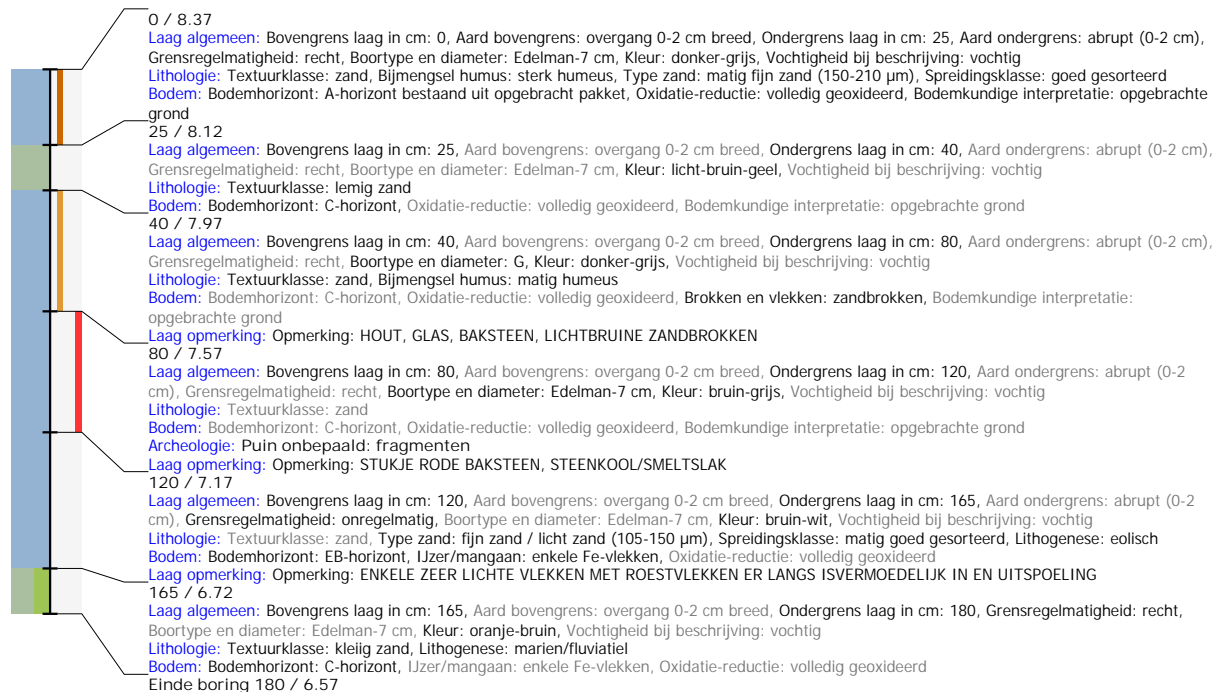 0 / 8.37
Laag algemeen: Bovengrens laag in cm: 0, Aard bovengrens: overgang 0-2 cm breed, Ondergrens laag in cm: 25, Aard ondergrens: abrupt (0-2 cm),
Grensregelmatigheid: recht, Boortype en diameter: Edelman-7 cm, Kleur: donker-grijs, Vochtigheid bij beschrijving: vochtig
Lithologie: Textuurklasse: zand, Bijmengsel humus: sterk humeus, Type zand: matig fijn zand (150-210 µm), Spreidingsklasse: goed gesorteerd
Bodem: Bodemhorizont: A-horizont bestaand uit opgebracht pakket, Oxidatie-reductie: volledig geoxideerd, Bodemkundige interpretatie: opgebrachte
grond
25 / 8.12
Laag algemeen: Bovengrens laag in cm: 25, Aard bovengrens: overgang 0-2 cm breed, Ondergrens laag in cm: 40, Aard ondergrens: abrupt (0-2 cm),
Grensregelmatigheid: recht, Boortype en diameter: Edelman-7 cm, Kleur: licht-bruin-geel, Vochtigheid bij beschrijving: vochtig
Lithologie: Textuurklasse: lemig zand
Bodem: Bodemhorizont: C-horizont, Oxidatie-reductie: volledig geoxideerd, Bodemkundige interpretatie: opgebrachte grond
40 / 7.97
Laag algemeen: Bovengrens laag in cm: 40, Aard bovengrens: overgang 0-2 cm breed, Ondergrens laag in cm: 80, Aard ondergrens: abrupt (0-2 cm),
Grensregelmatigheid: recht, Boortype en diameter: G, Kleur: donker-grijs, Vochtigheid bij beschrijving: vochtig
Lithologie: Textuurklasse: zand, Bijmengsel humus: matig humeus
Bodem: Bodemhorizont: C-horizont, Oxidatie-reductie: volledig geoxideerd, Brokken en vlekken: zandbrokken, Bodemkundige interpretatie:
opgebrachte grond
Laag opmerking: Opmerking: HOUT, GLAS, BAKSTEEN, LICHTBRUINE ZANDBROKKEN
80 / 7.57
Laag algemeen: Bovengrens laag in cm: 80, Aard bovengrens: overgang 0-2 cm breed, Ondergrens laag in cm: 120, Aard ondergrens: abrupt (0-2
cm), Grensregelmatigheid: recht, Boortype en diameter: Edelman-7 cm, Kleur: bruin-grijs, Vochtigheid bij beschrijving: vochtig
Lithologie: Textuurklasse: zand
Bodem: Bodemhorizont: C-horizont, Oxidatie-reductie: volledig geoxideerd, Bodemkundige interpretatie: opgebrachte grond
Archeologie: Puin onbepaald: fragmenten
Laag opmerking: Opmerking: STUKJE RODE BAKSTEEN, STEENKOOL/SMELTSLAK
120 / 7.17
Laag algemeen: Bovengrens laag in cm: 120, Aard bovengrens: overgang 0-2 cm breed, Ondergrens laag in cm: 165, Aard ondergrens: abrupt (0-2
cm), Grensregelmatigheid: onregelmatig, Boortype en diameter: Edelman-7 cm, Kleur: bruin-wit, Vochtigheid bij beschrijving: vochtig
Lithologie: Textuurklasse: zand, Type zand: fijn zand / licht zand (105-150 µm), Spreidingsklasse: matig goed gesorteerd, Lithogenese: eolisch
Bodem: Bodemhorizont: EB-horizont, IJzer/mangaan: enkele Fe-vlekken, Oxidatie-reductie: volledig geoxideerd
Laag opmerking: Opmerking: ENKELE ZEER LICHTE VLEKKEN MET ROESTVLEKKEN ER LANGS ISVERMOEDELIJK IN EN UITSPOELING
165 / 6.72
Laag algemeen: Bovengrens laag in cm: 165, Aard bovengrens: overgang 0-2 cm breed, Ondergrens laag in cm: 180, Grensregelmatigheid: recht,
Boortype en diameter: Edelman-7 cm, Kleur: oranje-bruin, Vochtigheid bij beschrijving: vochtig
Lithologie: Textuurklasse: kleiig zand, Lithogenese: marien/fluviatiel
Bodem: Bodemhorizont: C-horizont, IJzer/mangaan: enkele Fe-vlekken, Oxidatie-reductie: volledig geoxideerd
Einde boring 180 / 6.57